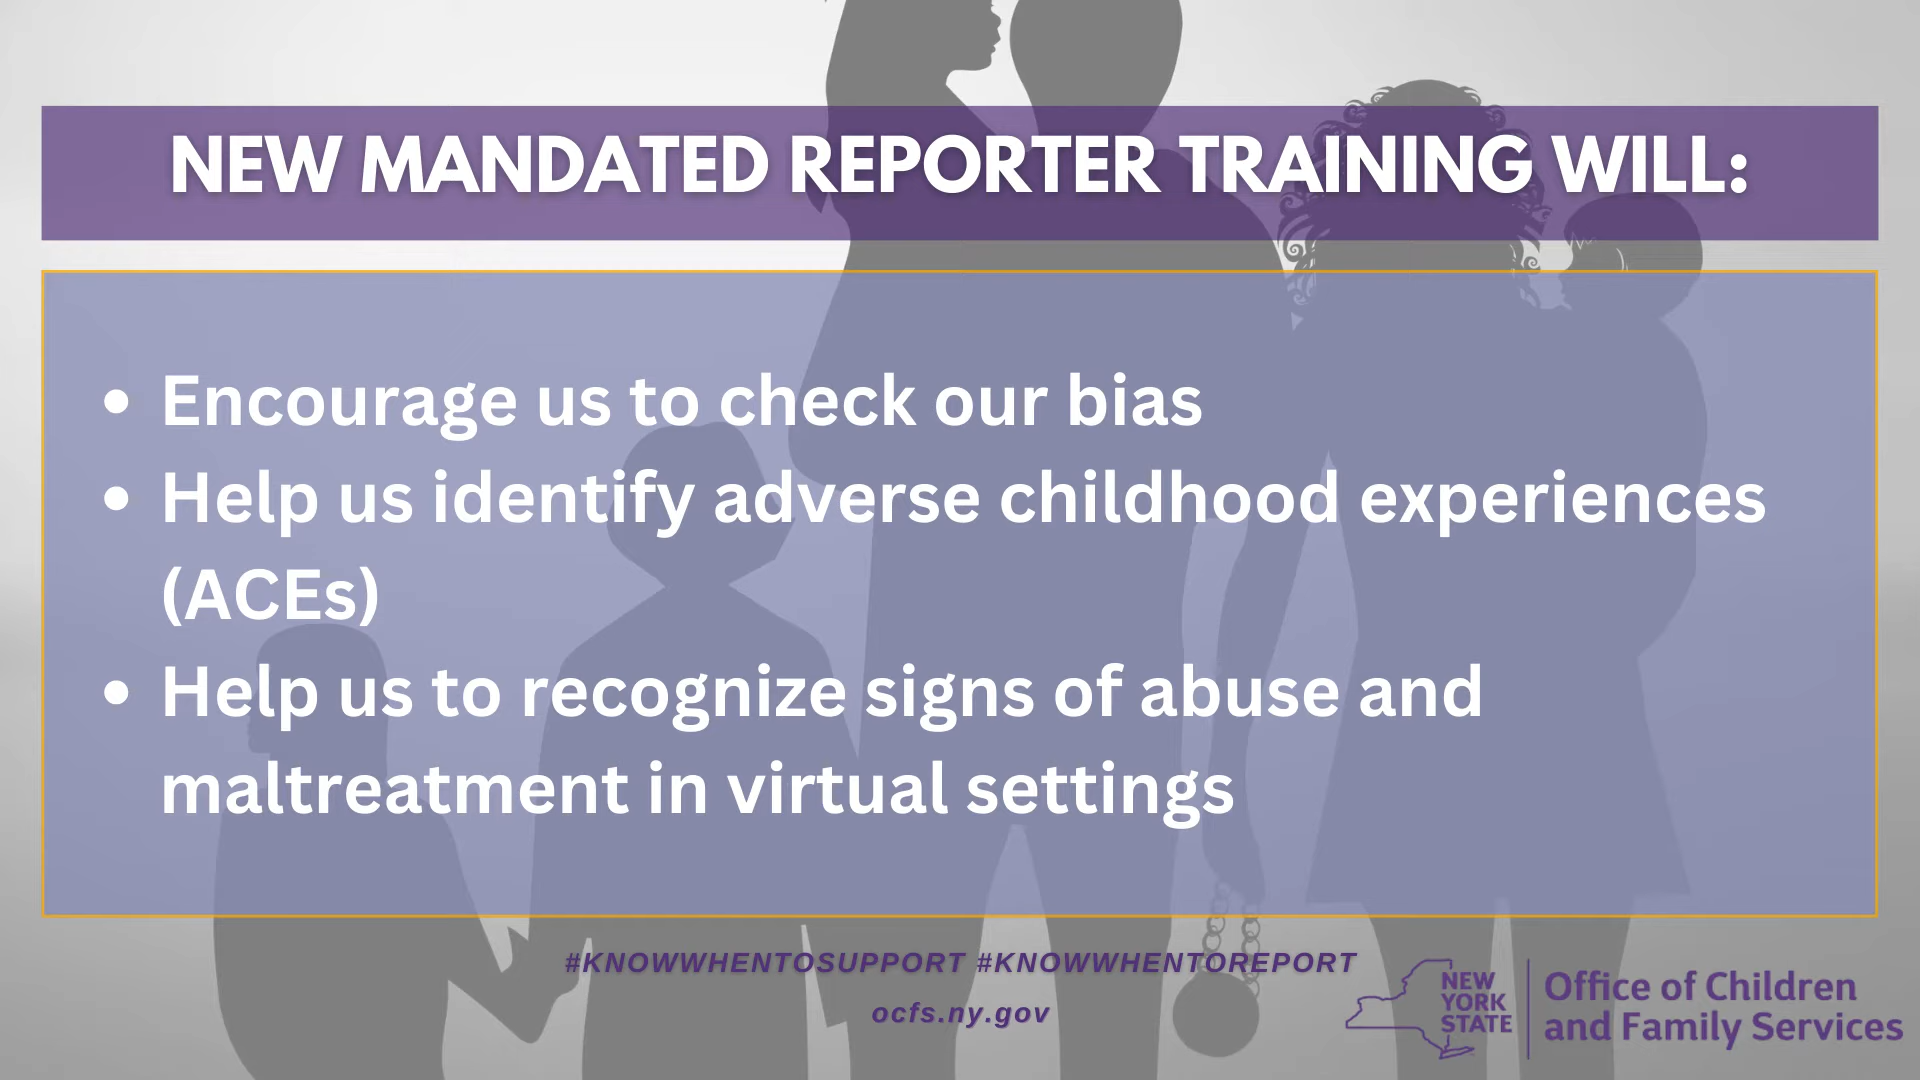 NEW MANDATED REPORTER TRAINING WILL:
• Encourage us to check our bias
• Help us identify adverse childhood experiences
(ACEs)
• Help us to recognize signs of abuse and
maltreatment in virtual settings
#KNOWWHENTOSUPPORT #KNOWWHENTOREPORT
ocfs.ny.gov
NEW
YORK
STATE
Office of Children
and Family Services